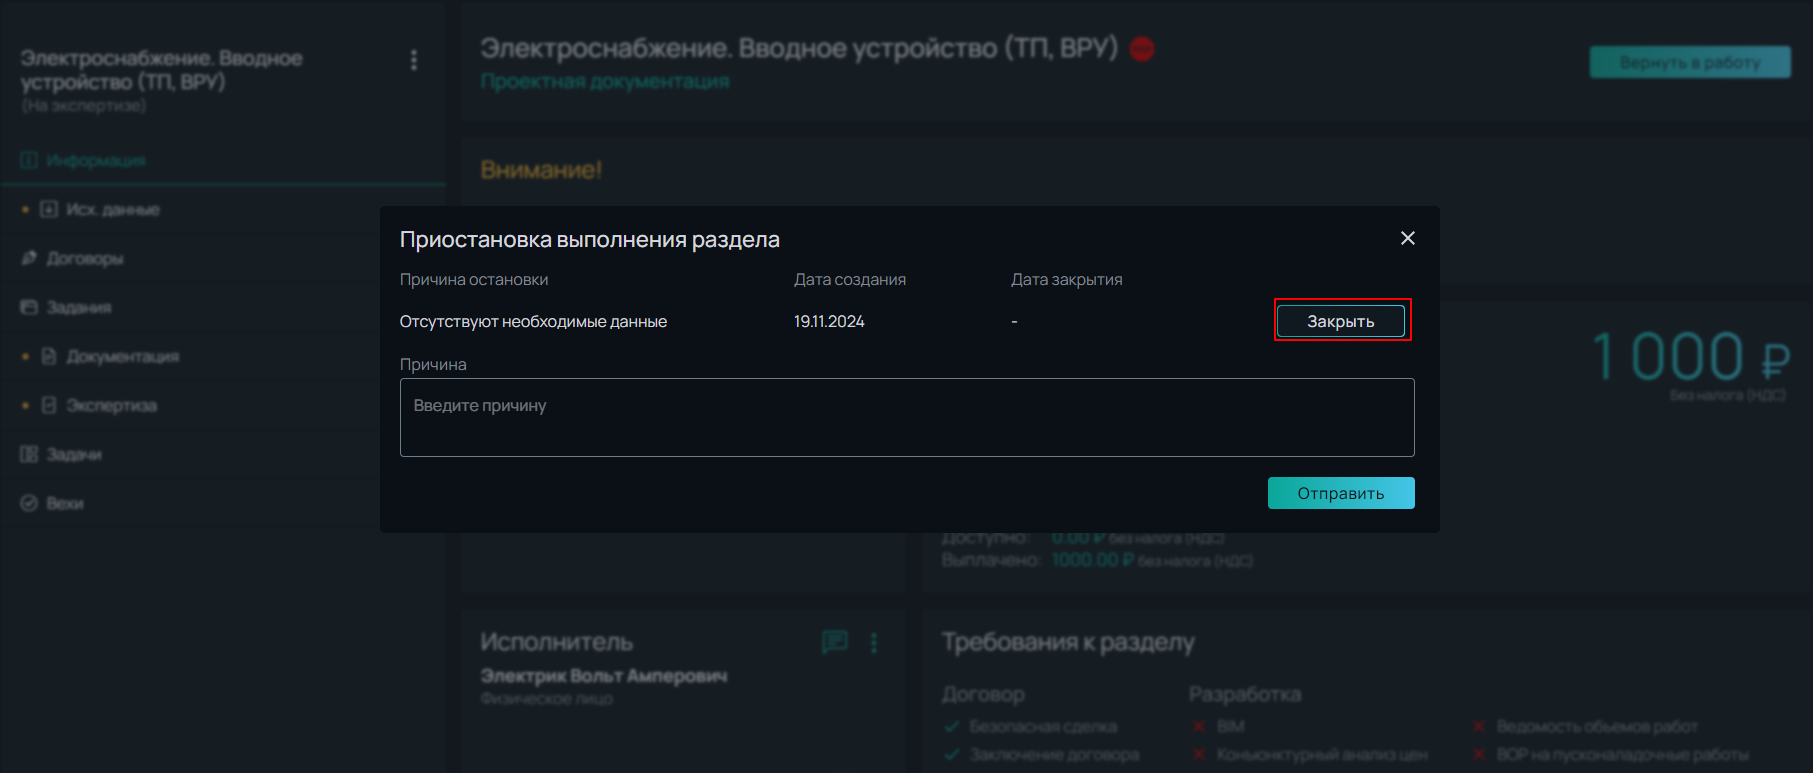 Электроснабжение. Вводное
устройство (ТП, ВРУ)
(На экспертизе)
Информация
Исх. данные
Договоры
Задания
Документация
Экспертиза
Задачи
Вехи
Электроснабжение. Вводное устройство (ТП, ВРУ)
Проектная документация
Вернуть в работу
Внимание!
Приостановка выполнения раздела
Причина остановки Дата создания Дата закрытия
Отсутствуют необходимые данные 19.11.2024 - Закрыть
Причина
Введите причину
Отправить
1 000 ₽
Без налога (НДС)
Доступно: 0.00 ₽ без налога (НДС)
Выплачено: 1000.00 ₽ без налога (НДС)
Исполнитель
Электрик Вольт Амперович
Физическое лицо
Требования к разделу
Договор Разработка
Безопасная сделка BIM Ведомость объемов работ
Заключение договора Конъюнктурный анализ цен ВОР на пусконаладочные работы